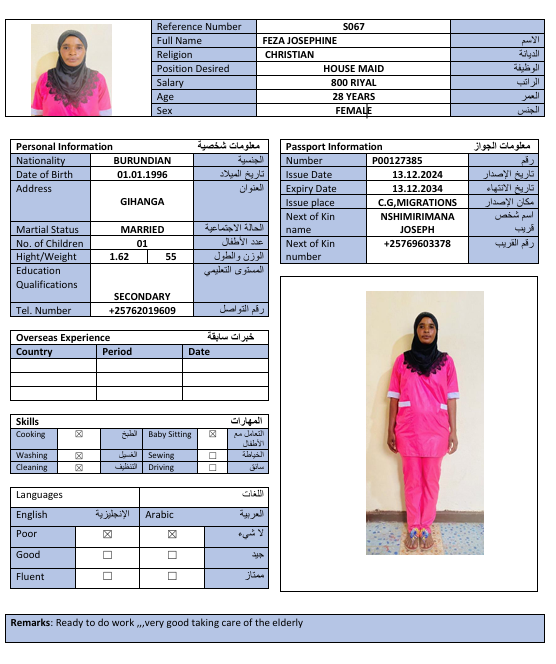 Reference Number S067
Full Name FEZA JOSEPHINE الاسم
Religion CHRISTIAN الديانة
Position Desired HOUSE MAID الوظيفة
Salary 800 RIYAL الراتب
Age 28 YEARS العمر
Sex FEMALE الجنس
Personal Information معلومات شخصية
Nationality BURUNDIAN الجنسية
Date of Birth 01.01.1996 تاريخ الميلاد
Address GIHANGA العنوان
Martial Status MARRIED الحالة الاجتماعية
No. of Children 01 عدد الأطفال
Hight/Weight 1.62 55 الوزن والطول
Education المستوى التعليمي
Qualifications
SECONDARY
Tel. Number +25762019609 رقم التواصل
Passport Information معلومات الجواز
Number P00127385 رقم
Issue Date 13.12.2024 تاريخ الإصدار
Expiry Date 13.12.2034 تاريخ الانتهاء
Issue place C.G,MIGRATIONS مكان الإصدار
Next of Kin NSHIMIRIMANA اسم شخص
name JOSEPH قريب
Next of Kin +25769603378 رقم القريب
number
Overseas Experience خبرات سابقة
Country Period Date
Skills المهارات
Cooking ☒ الطبخ Baby Sitting ☒ التعامل مع
الأطفال
Washing ☒ الغسيل Sewing ☐ الخياطة
Cleaning ☒ التنظيف Driving ☐ سائق
Languages اللغات
English الإنجليزية Arabic العربية
Poor ☒ ☒ لا شيء
Good ☐ ☐ جيد
Fluent ☐ ☐ ممتاز
Remarks: Ready to do work ,,,very good taking care of the elderly